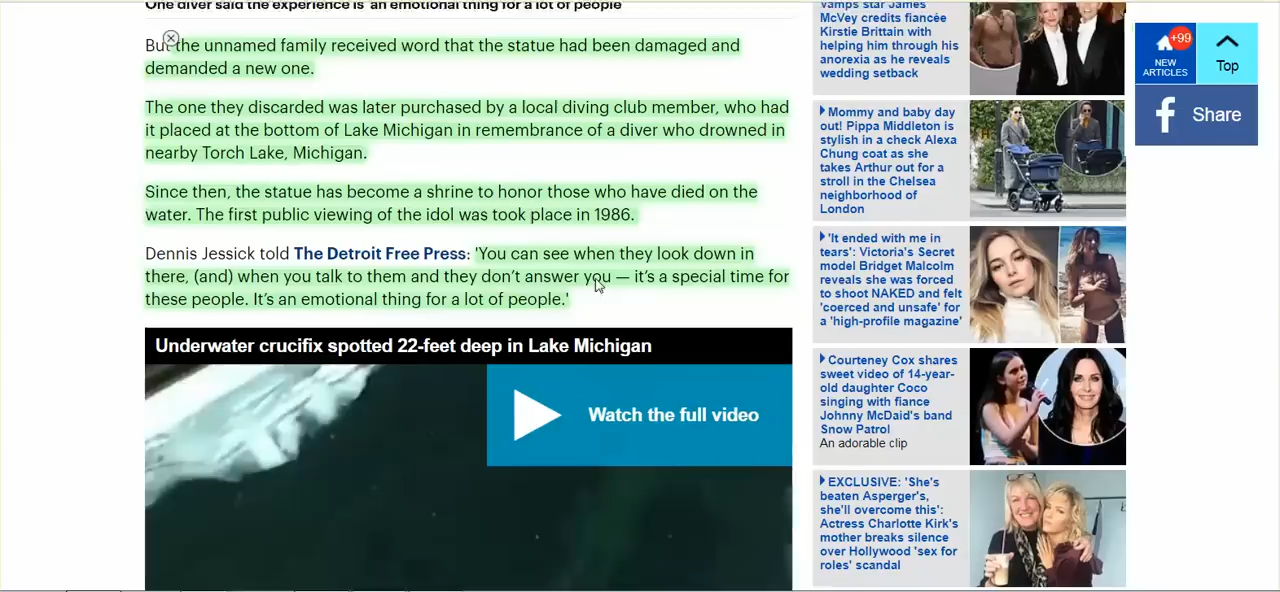 One diver said the experience is 'an emotional thing for a lot of people'
But the unnamed family received word that the statue had been damaged and
demanded a new one.
The one they discarded was later purchased by a local diving club member, who had
it placed at the bottom of Lake Michigan in remembrance of a diver who drowned in
nearby Torch Lake, Michigan.
Since then, the statue has become a shrine to honor those who have died on the
water. The first public viewing of the idol was took place in 1986.
Dennis Jessick told The Detroit Free Press: 'You can see when they look down in
there, (and) when you talk to them and they don't answer you — it's a special time for
these people. It's an emotional thing for a lot of people.'
Underwater crucifix spotted 22-feet deep in Lake Michigan
Watch the full video
Vamps star James
McVey credits fiancée
Kirstie Brittain with
helping him through his
anorexia as he reveals
wedding setback
Mommy and baby day
out! Pippa Middleton is
stylish in a check Alexa
Chung coat as she
takes Arthur out for a
stroll in the Chelsea
neighborhood of
London
'It ended with me in
tears': Victoria's Secret
model Bridget Malcolm
reveals she was forced
to shoot NAKED and felt
'coerced and unsafe' for
a 'high-profile magazine'
Courteney Cox shares
sweet video of 14-year-
old daughter Coco
singing with fiance
Johnny McDaid's band
Snow Patrol
An adorable clip
EXCLUSIVE: 'She's
beaten Asperger's,
she'll overcome this':
Actress Charlotte Kirk's
mother breaks silence
over Hollywood 'sex for
roles' scandal
+99
NEW
ARTICLES
Top
f Share